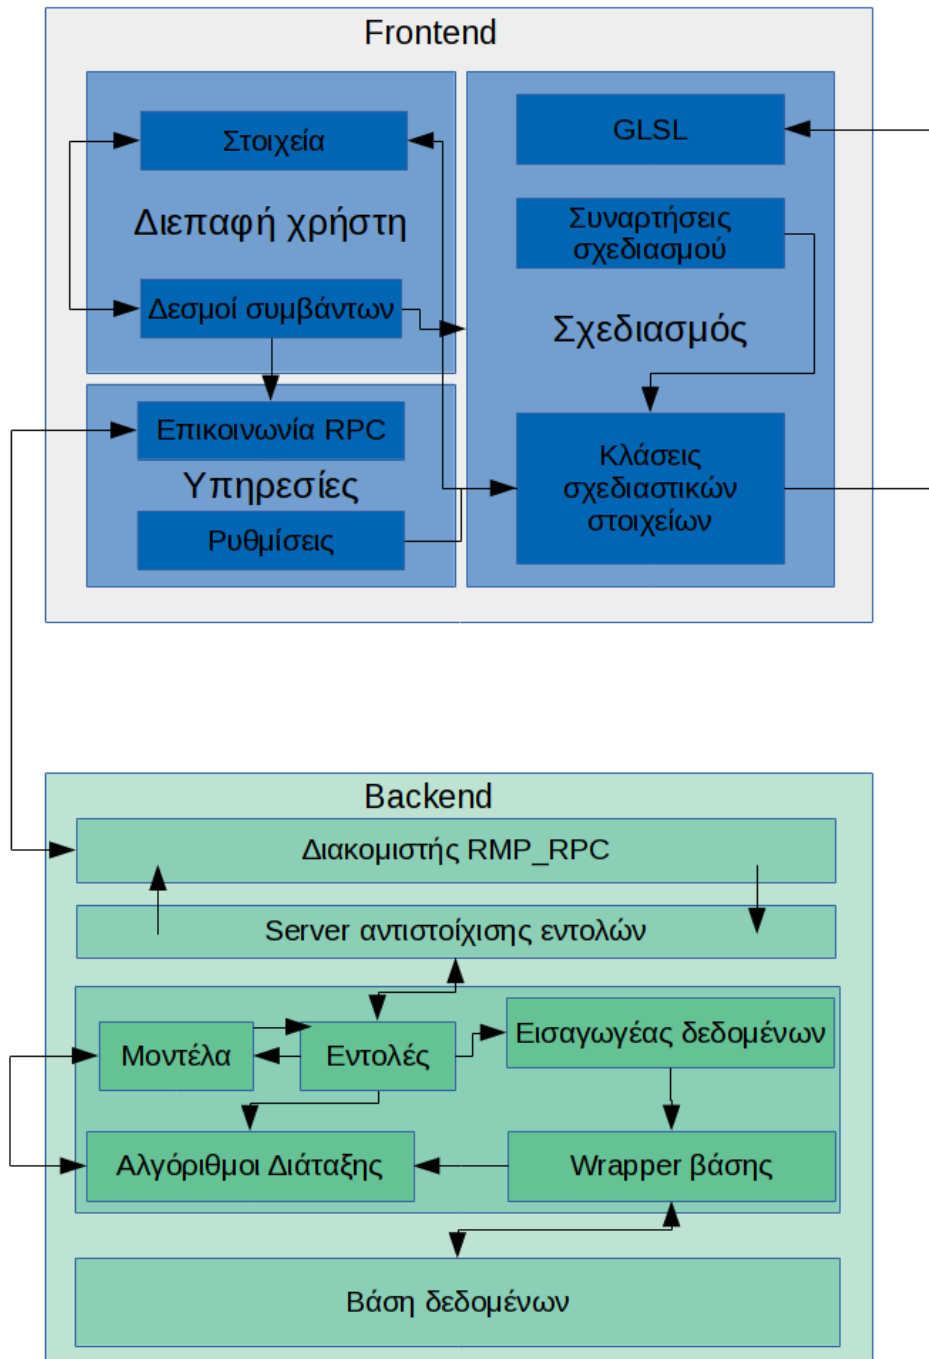 Frontend
Στοιχεία
Διεπαφή χρήστη
Δεσμοί συμβάντων
Επικοινωνία RPC
Υπηρεσίες
Ρυθμίσεις
GLSL
Συναρτήσεις
σχεδιασμού
Σχεδιασμός
Κλάσεις
σχεδιαστικών
στοιχείων
Backend
Διακομιστής RMP_RPC
Server αντιστοίχισης εντολών
Μοντέλα
Εντολές
Εισαγωγέας δεδομένων
Αλγόριθμοι Διάταξης
Wrapper βάσης
Βάση δεδομένων